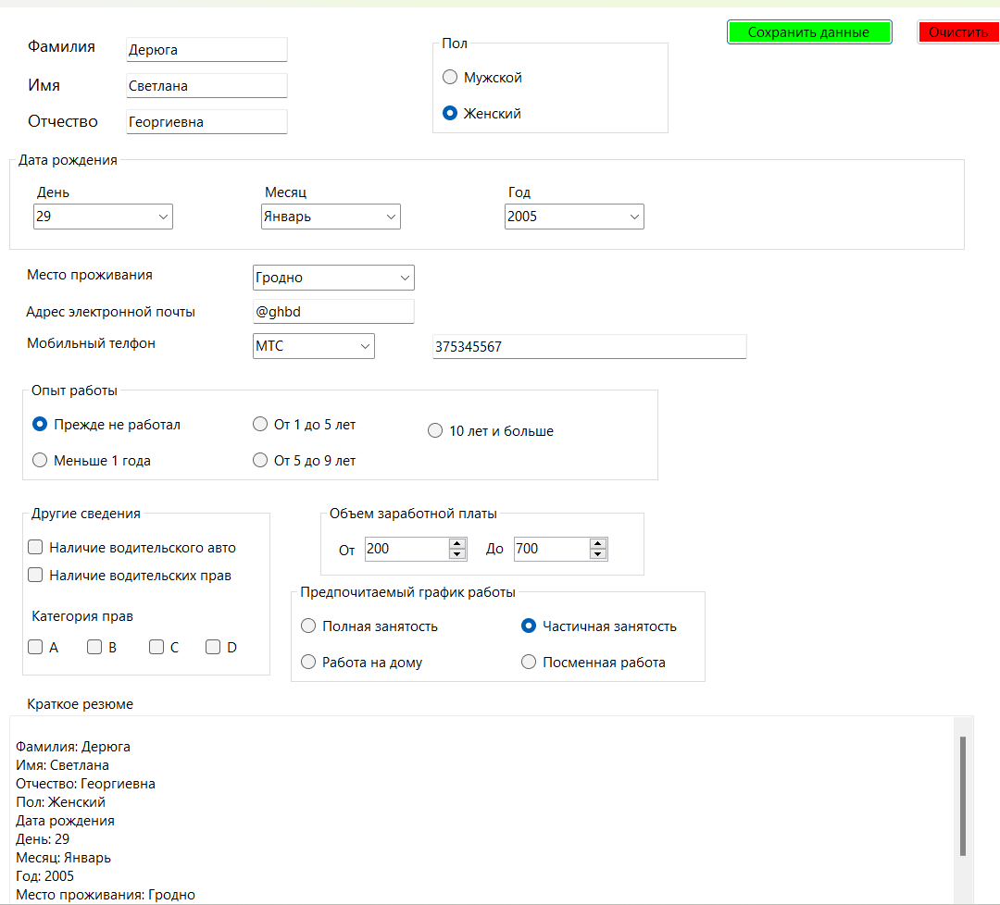 Сохранить данные
Очистить
Фамилия Дерюга
Имя Светлана
Отчество Георгиевна
Пол
Мужской
Женский
Дата рождения
День Месяц Год
29 Январь 2005
Место проживания Гродно
Адрес электронной почты @ghbd
Мобильный телфон МТС 375345567
Опыт работы
Прежде не работал От 1 до 5 лет 10 лет и больше
Меньше 1 года От 5 до 9 лет
Другие сведения
Наличие водительского авто
Наличие водительских прав
Категория прав
A B C D
Объем заработной платы
От 200 До 700
Предпочитаемый график работы
Полная занятость Частичная занятость
Работа на дому Посменная работа
Краткое резюме
Фамилия: Дерюга
Имя: Светлана
Отчество: Георгиевна
Пол: Женский
Дата рождения
День: 29
Месяц: Январь
Год: 2005
Место проживания: Гродно